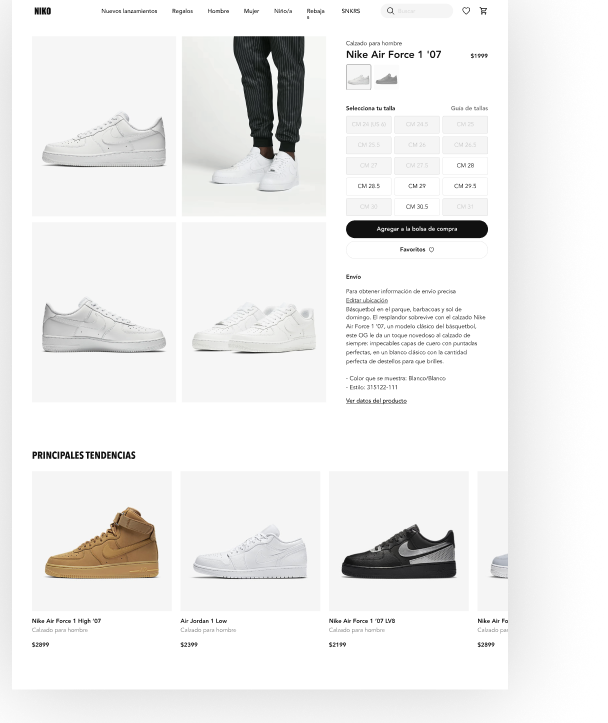 NIKO
Nuevos lanzamientos Regalos Hombre Mujer Niño/a Rebaja
s
SNKRS
Buscar
Calzado para hombre
Nike Air Force 1 '07 $1999
Selecciona tu talla Guía de tallas
CM 24.5 CM 25
CM 25.5 CM 26 CM 26.5
CM 27 CM 27.5 CM 28
CM 28.5 CM 29 CM 29.5
CM 30 CM 30.5 CM 31
Agregar a la bolsa de compra
Favoritos
Envío
Para obtener información de envío precisa
Editar ubicación
Básquetbol en el parque, barbacoas y sol de
domingo. El resplandor sobrevive con el calzado Nike
Air Force 1 '07, un modelo clásico del básquetbol,
este OG le da un toque novedoso al calzado de
siempre: impecables capas de cuero con puntadas
perfectas, en un blanco clásico con la cantidad
perfecta de destellos para que brilles.
- Color que se muestra: Blanco/Blanco
- Estilo: 315122-111
Ver datos del producto
PRINCIPALES TENDENCIAS
Nike Air Force 1 High '07
Calzado para hombre
$2899
Air Jordan 1 Low
Calzado para hombre
$2399
Nike Air Force 1 '07 LV8
Calzado para hombre
$2199
Nike Air Fo
Calzado pa
$2899